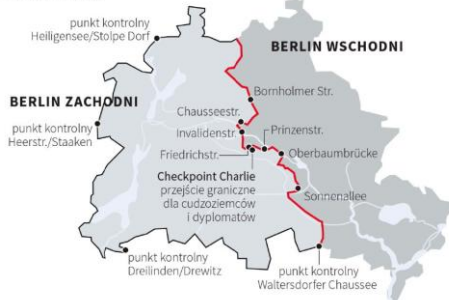 punkt kontrolny
Heiligensee/Stolpe Dorf
BERLIN WSCHODNI
Bornholmer Str.
BERLIN ZACHODNI
Chausseestr.
punkt kontrolny
Heerstr./Staaken
Invalidenstr.
Prinzenstr.
Friedrichstr.
Oberbaumbrücke
Checkpoint Charlie
przejście graniczne
dla cudzoziemców
i dyplomatów
Sonnenallee
punkt kontrolny
Dreilinden/Drewitz
punkt kontrolny
Waltersdorfer Chaussee